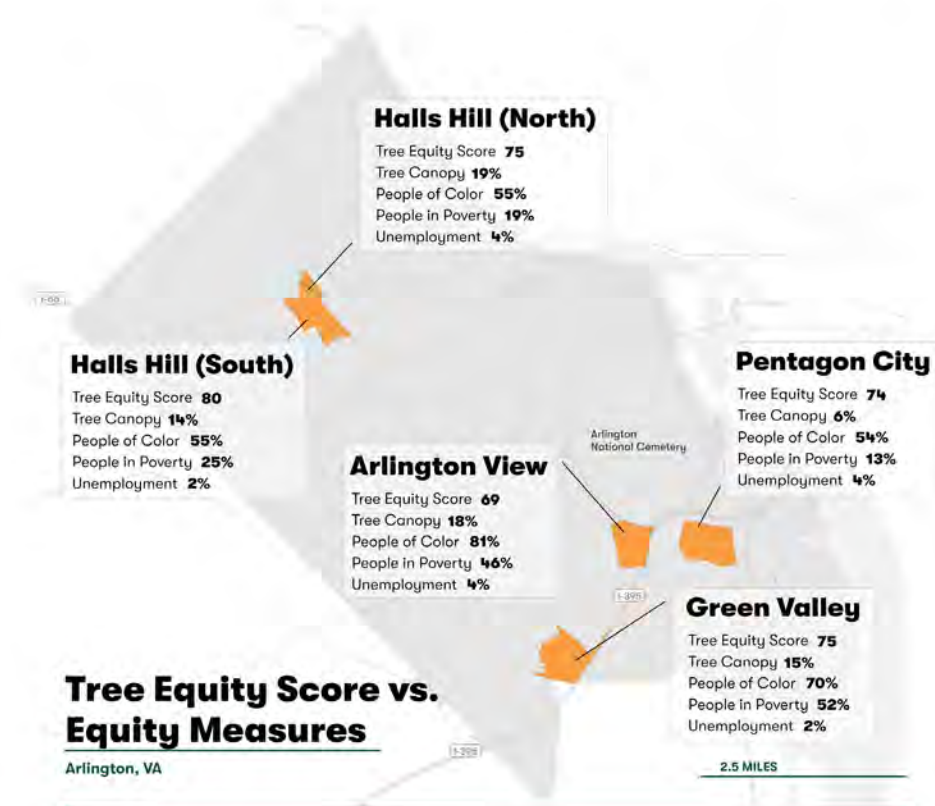 Halls Hill (North)
Tree Equity Score 75
Tree Canopy 19%
People of Color 55%
People in Poverty 19%
Unemployment 4%
Halls Hill (South)
Tree Equity Score 80
Tree Canopy 14%
People of Color 55%
People in Poverty 25%
Unemployment 2%
Pentagon City
Tree Equity Score 74
Tree Canopy 6%
People of Color 54%
People in Poverty 13%
Unemployment 4%
Arlington
National Cemetery
Arlington View
Tree Equity Score 69
Tree Canopy 18%
People of Color 81%
People in Poverty 46%
Unemployment 4%
I-395
Green Valley
Tree Equity Score 75
Tree Canopy 15%
People of Color 70%
People in Poverty 52%
Unemployment 2%
Tree Equity Score vs.
Equity Measures
Arlington, VA
2.5 MILES